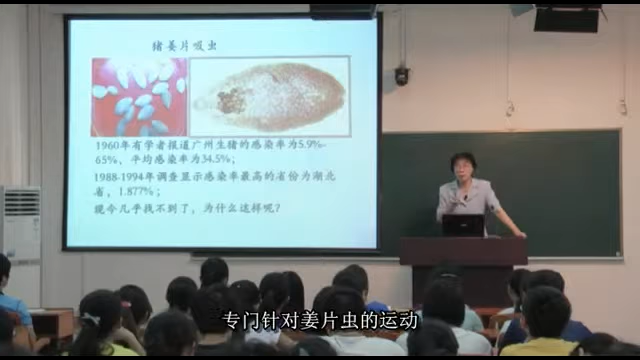 猪姜片吸虫
1960年有学者报道广州生猪的感染率为5.9%-
65%、平均感染率为34.5%；
1988-1994年调查显示感染率最高的省份为湖北
省，1.877%；
现今几乎找不到了，为什么这样呢？
专门针对姜片虫的运动